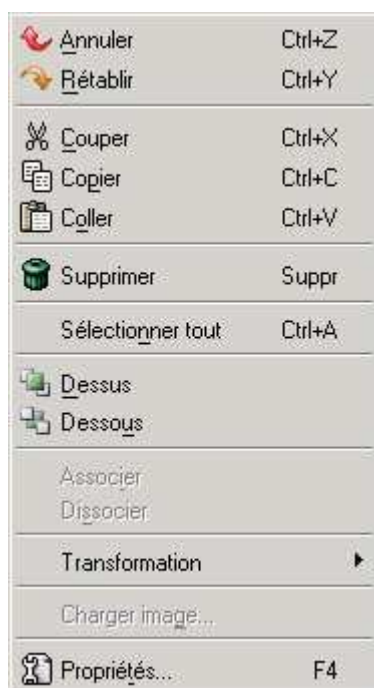 Annuler Ctrl+Z
Rétablir Ctrl+Y
Couper Ctrl+X
Copier Ctrl+C
Coller Ctrl+V
Supprimer Suppr
Sélectionner tout Ctrl+A
Dessus
Dessous
Associer
Dissocier
Transformation
Charger image...
Propriétés... F4